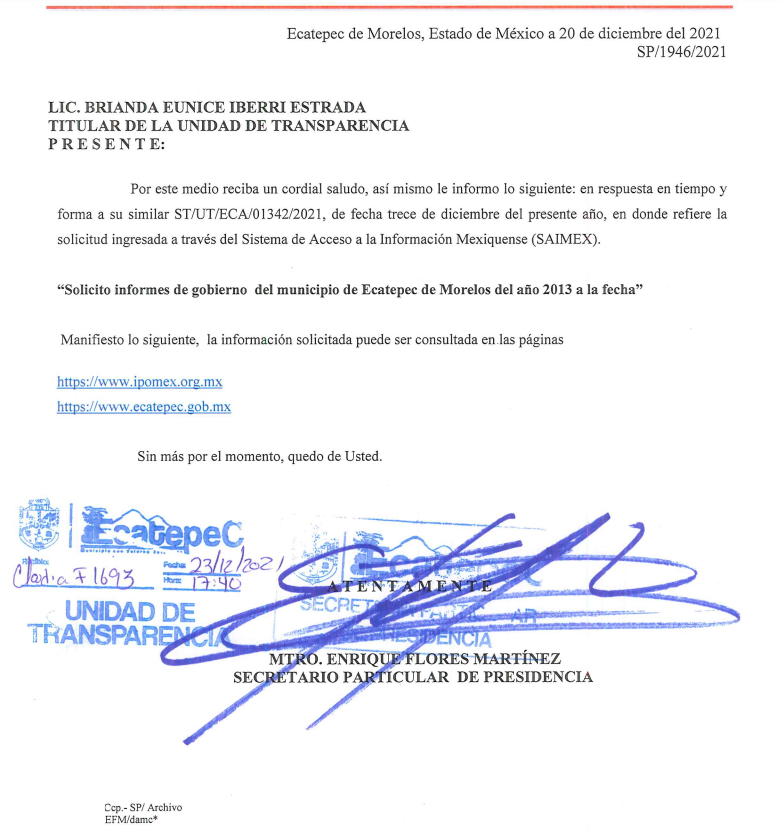 Ecatepec de Morelos, Estado de México a 20 de diciembre del 2021
SP/1946/2021
LIC. BRIANDA EUNICE IBERRI ESTRADA
TITULAR DE LA UNIDAD DE TRANSPARENCIA
P R E S E N T E:
Por este medio reciba un cordial saludo, así mismo le informo lo siguiente: en respuesta en tiempo y
forma a su similar ST/UT/ECA/01342/2021, de fecha trece de diciembre del presente año, en donde refiere la
solicitud ingresada a través del Sistema de Acceso a la Información Mexiquense (SAIMEX).
“Solicito informes de gobierno del municipio de Ecatepec de Morelos del año 2013 a la fecha”
Manifiesto lo siguiente, la información solicitada puede ser consultada en las páginas
https://www.ipomex.org.mx
https://www.ecatepec.gob.mx
Sin más por el momento, quedo de Usted.
Ecatepec
Fecha: 23/12/2021
1693 Hora: 17:40
UNIDAD DE
TRANSPARENCIA
Ecatepec
A T E N T A M E N T E
PRESIDENCIA
MTRO. ENRIQUE FLORES MARTÍNEZ
SECRETARIO PARTICULAR DE PRESIDENCIA
Ccp.- SP/ Archivo
EFM/damc*